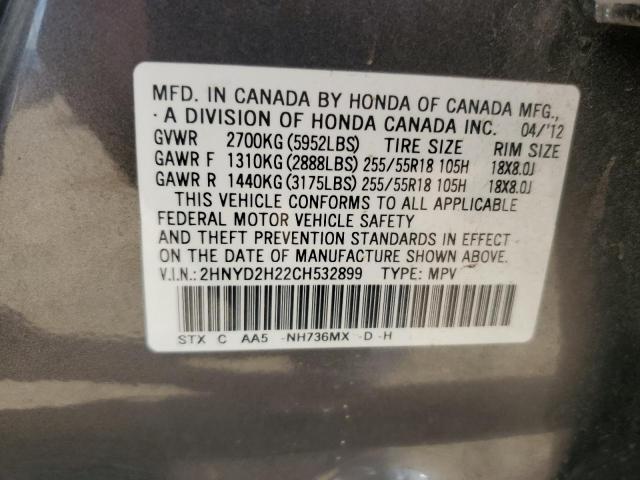 MFD. IN CANADA BY HONDA OF CANADA MFG.,
· A DIVISION OF HONDA CANADA INC. 04/'12
GVWR 2700KG (5952LBS) TIRE SIZE RIM SIZE
GAWR F 1310KG (2888LBS) 255/55R18 105H 18X8.0J
GAWR R 1440KG (3175LBS) 255/55R18 105H 18X8.0J
THIS VEHICLE CONFORMS TO ALL APPLICABLE
FEDERAL MOTOR VEHICLE SAFETY
AND THEFT PREVENTION STANDARDS IN EFFECT
ON THE DATE OF MANUFACTURE SHOWN ABOVE.
V.I.N.: 2HNYD2H22CH532899 TYPE: MPV
STX C AA5 -NH736MX -D -H